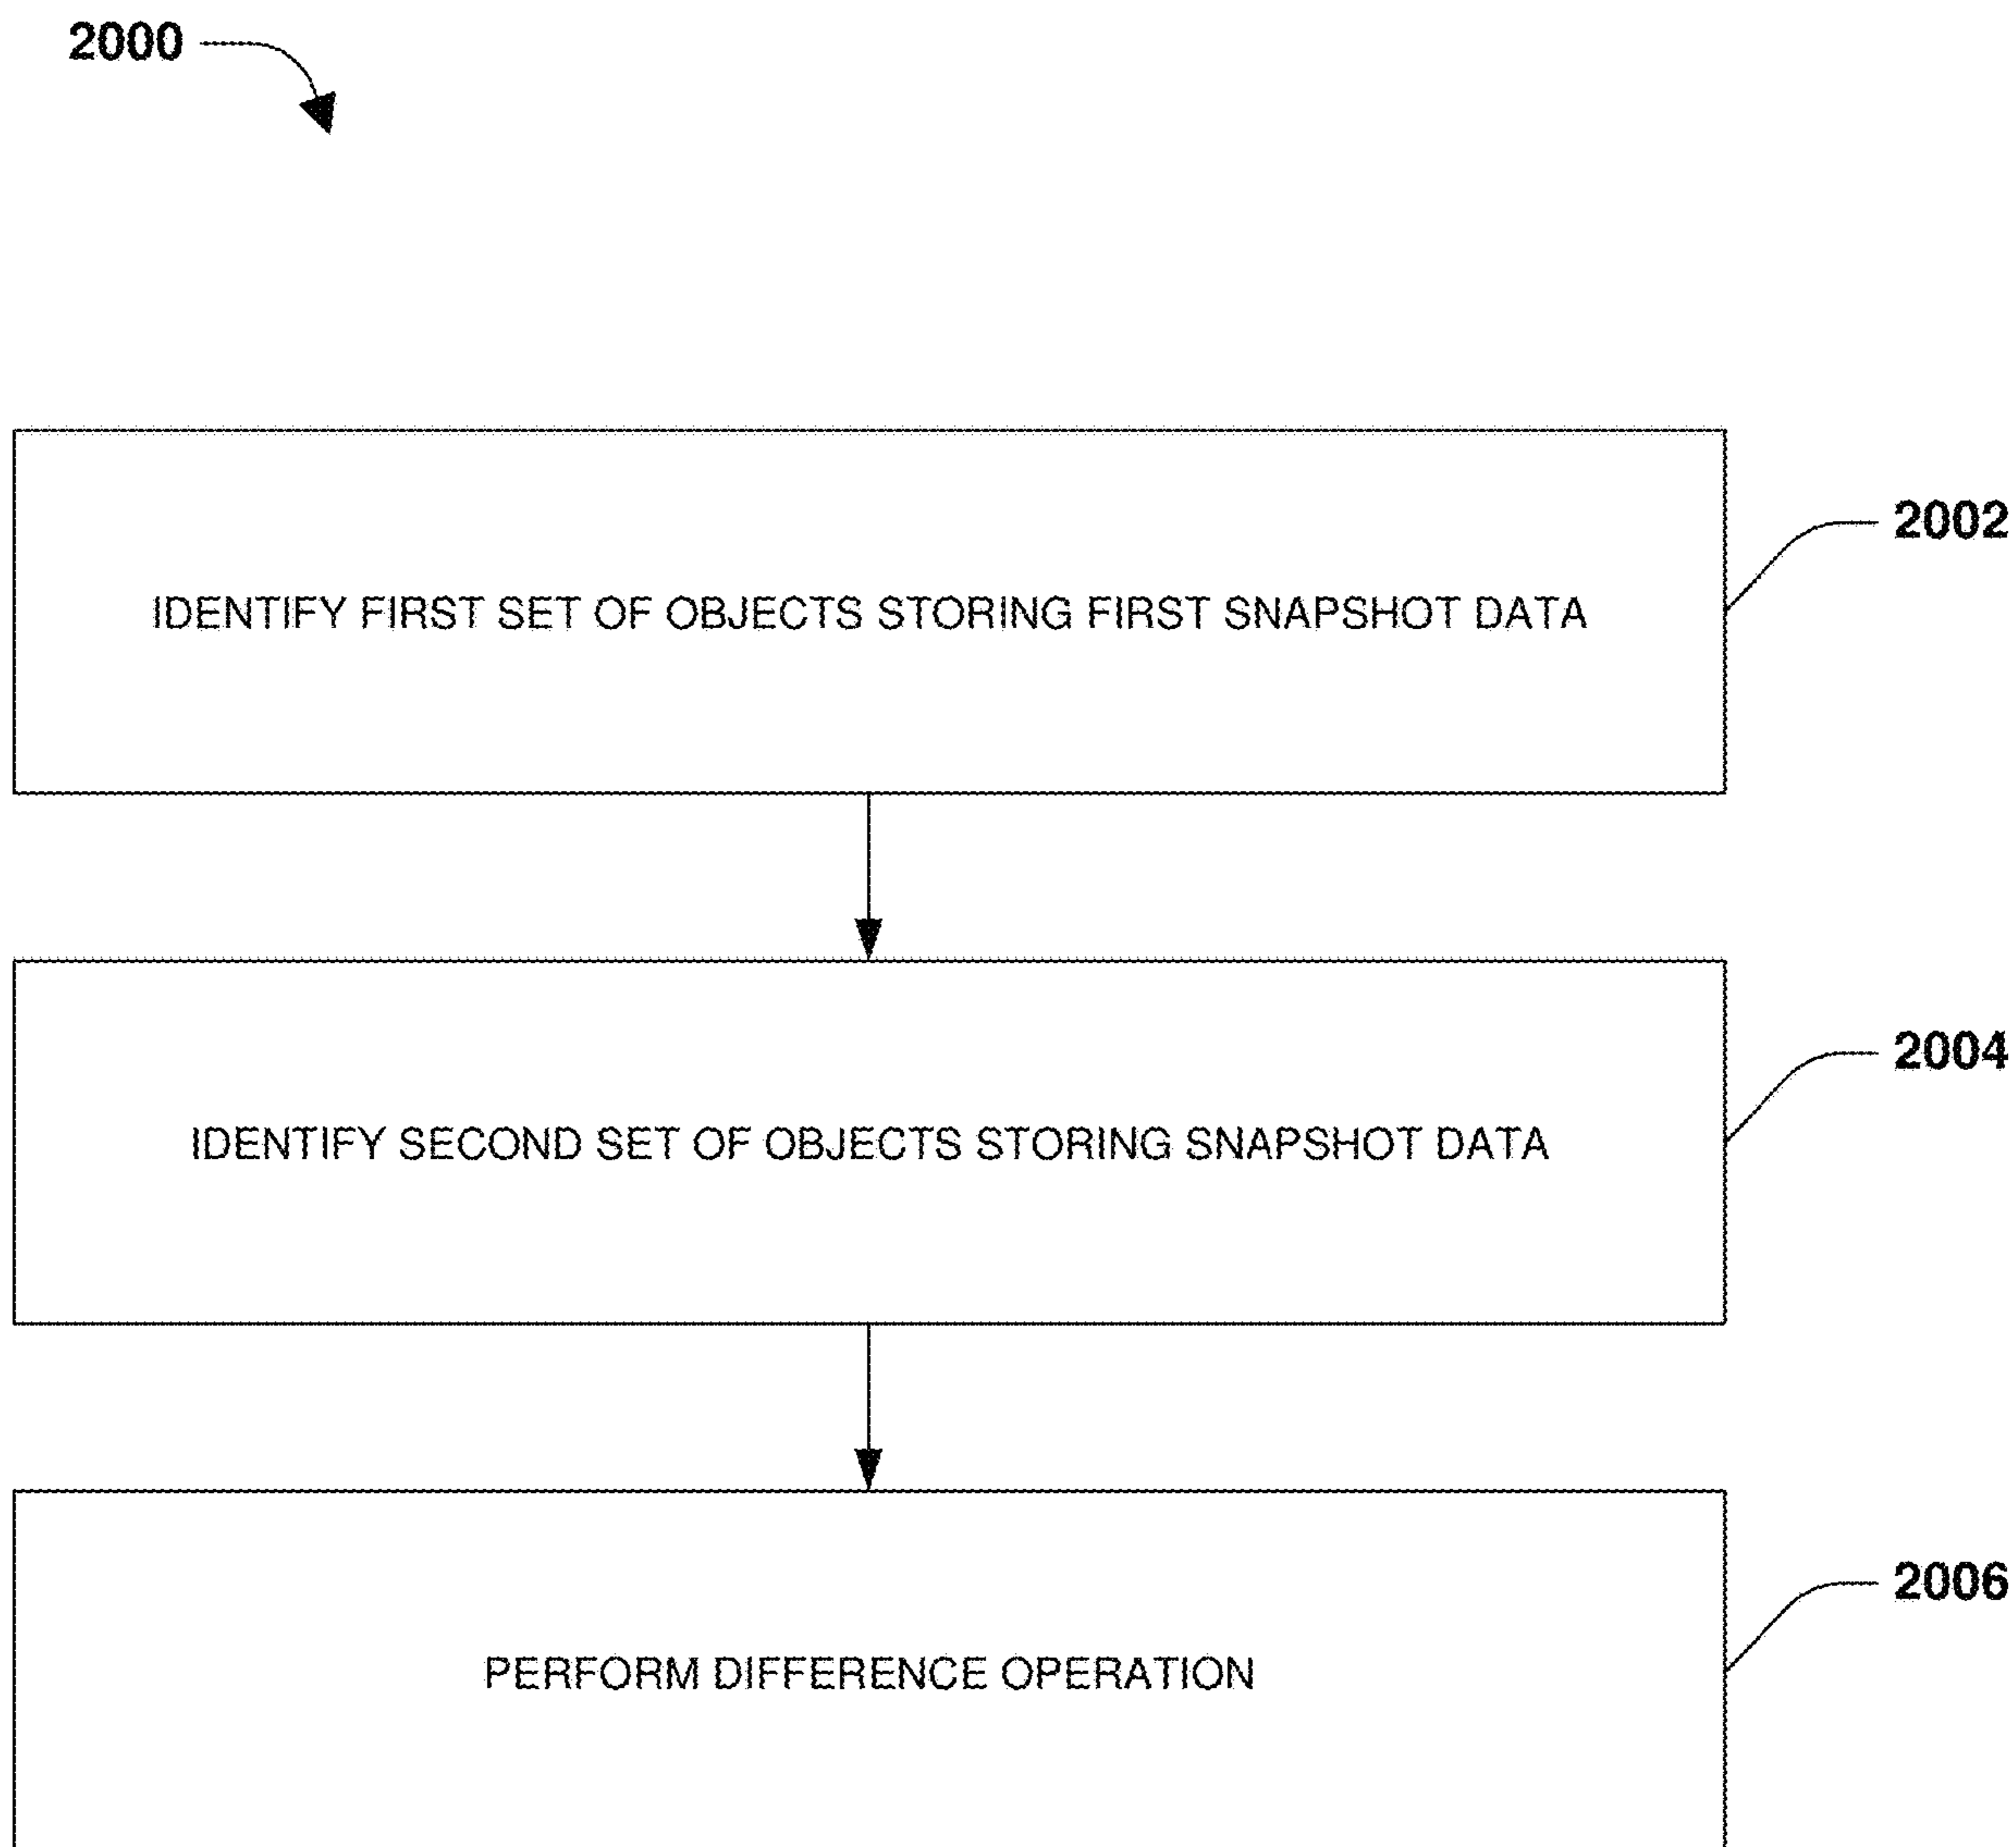 2000
IDENTIFY FIRST SET OF OBJECTS STORING FIRST SNAPSHOT DATA
2002
IDENTIFY SECOND SET OF OBJECTS STORING SNAPSHOT DATA
2004
PERFORM DIFFERENCE OPERATION
2006